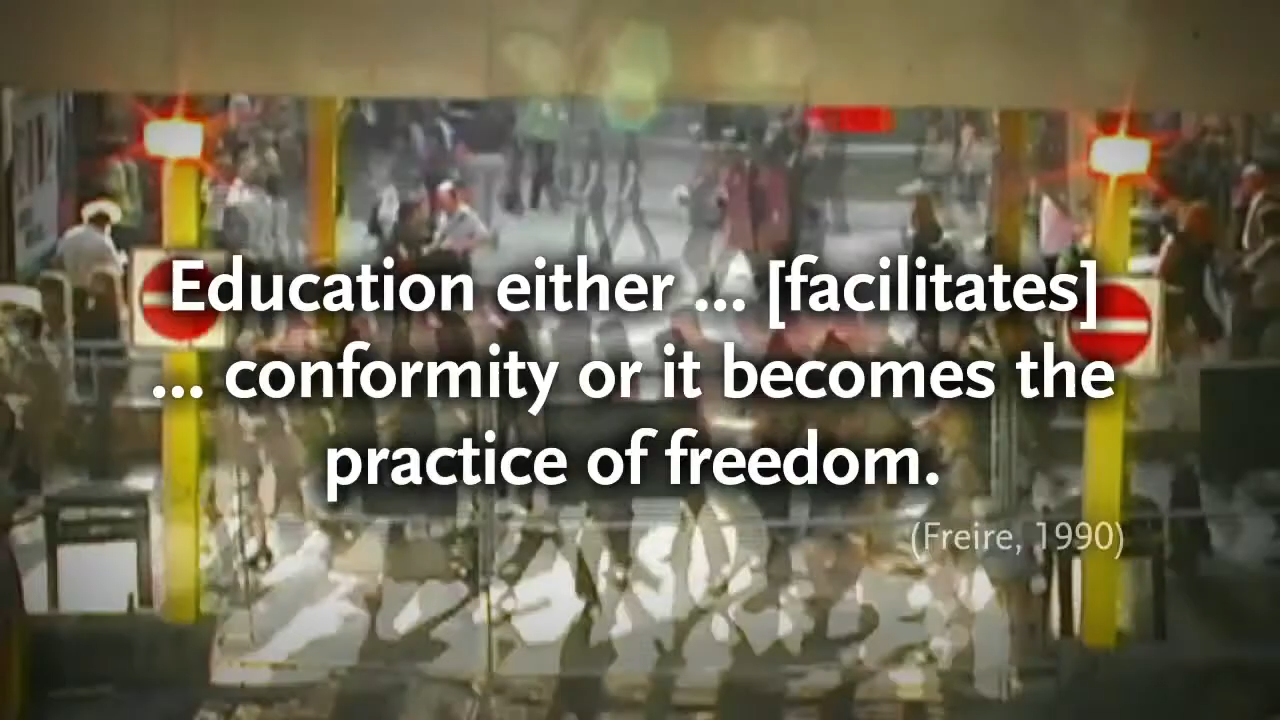 Education either ... [facilitates]
... conformity or it becomes the
practice of freedom.
(Freire, 1990)